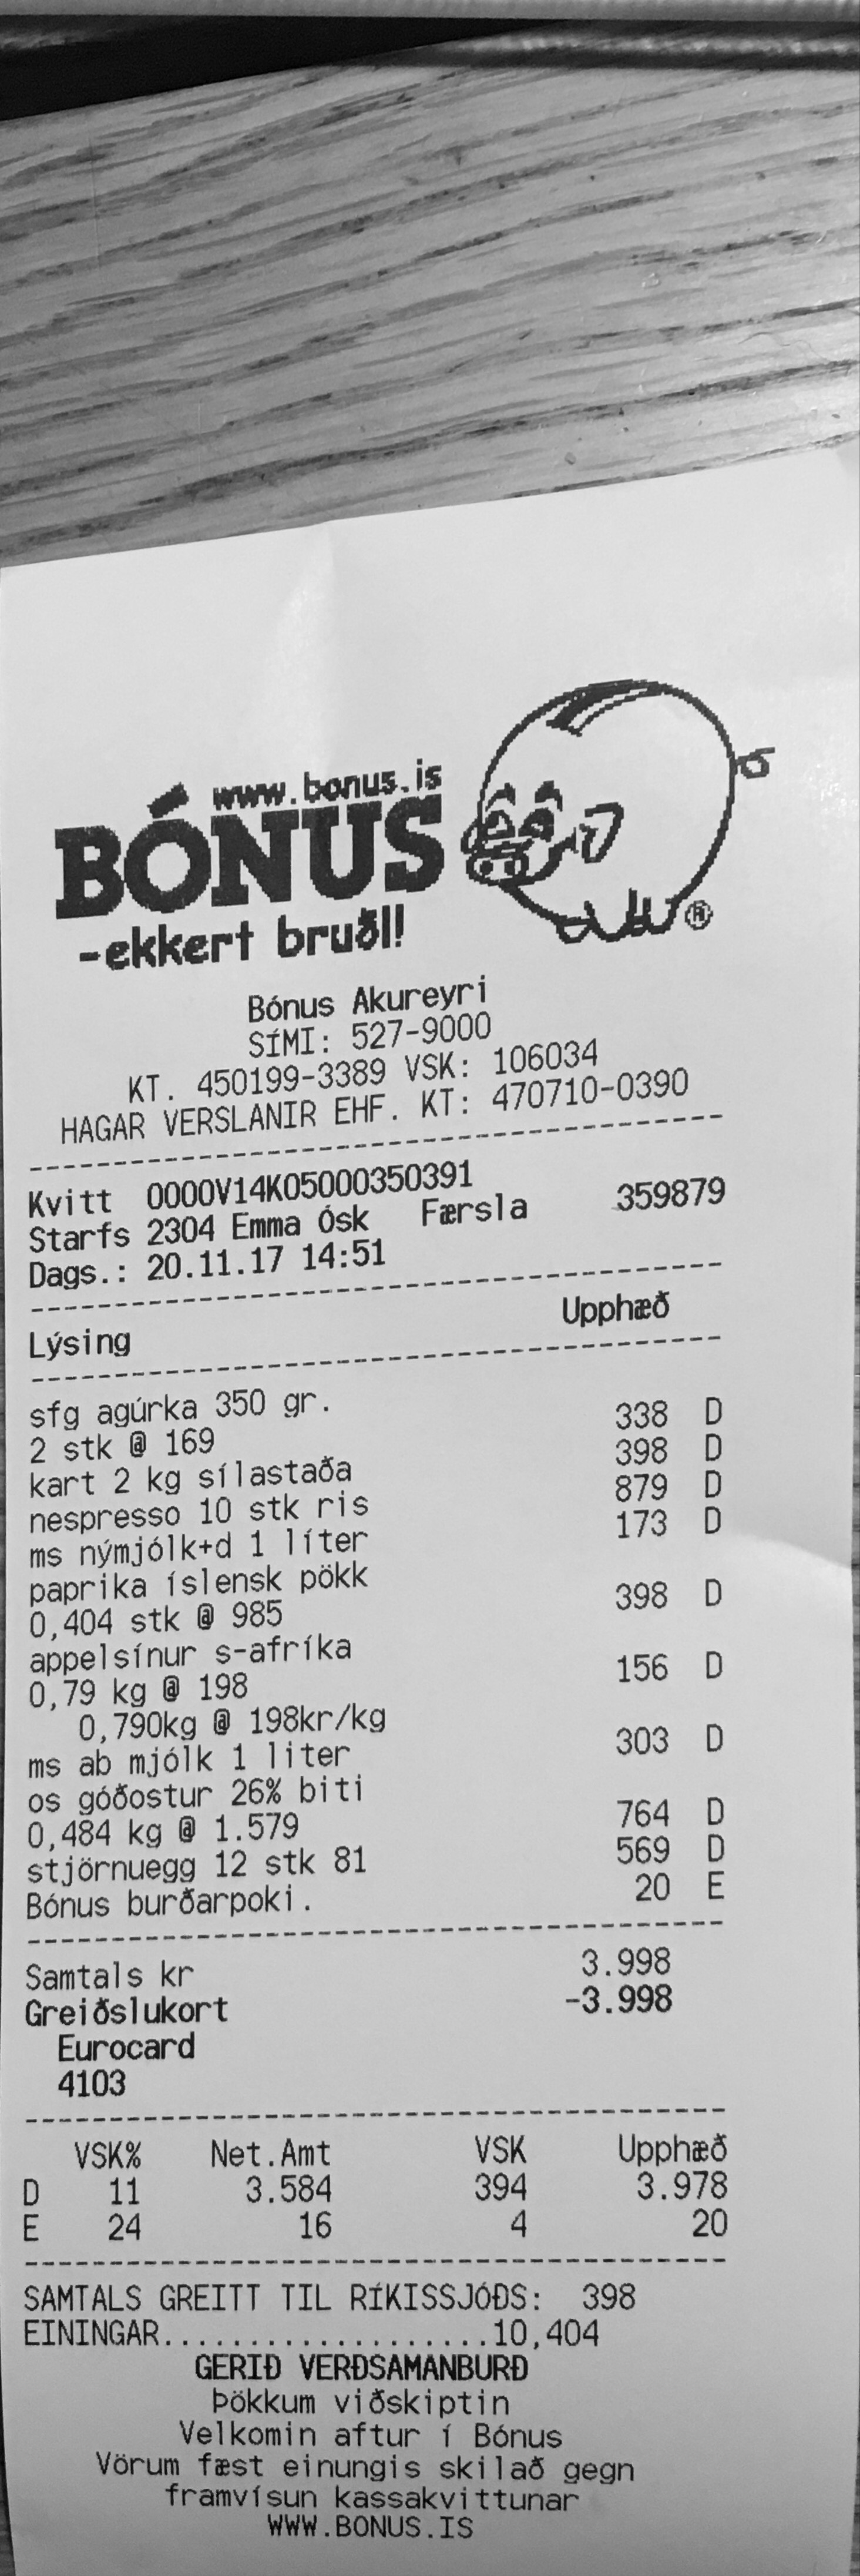 www.bonus.is
BÓNUS
-ekkert bruðl!
Bónus Akureyri
SÍMI: 527-9000
KT. 450199-3389 VSK: 106034
HAGAR VERSLANIR EHF. KT: 470710-0390
Kvitt 0000V14K05000350391
Starfs 2304 Emma Ósk Færsla 359879
Dags.: 20.11.17 14:51
Lýsing Upphæð
sfg agúrka 350 gr.
2 stk @ 169 338 D
kart 2 kg sílastaða 398 D
nespresso 10 stk ris 879 D
ms nýmjólk+d 1 líter 173 D
paprika íslensk pökk
0,404 stk @ 985 398 D
appelsínur s-afríka
0,79 kg @ 198 156 D
0,790kg @ 198kr/kg
ms ab mjólk 1 liter 303 D
os góðostur 26% biti
0,484 kg @ 1.579 764 D
stjörnuegg 12 stk 81 569 D
Bónus burðarpoki. 20 E
Samtals kr 3.998
Greiðslukort -3.998
Eurocard
4103
VSK% Net.Amt VSK Upphæð
D 11 3.584 394 3.978
E 24 16 4 20
SAMTALS GREITT TIL RÍKISSJÓÐS: 398
EININGAR...................10,404
GERIÐ VERÐSAMANBURÐ
Þökkum viðskiptin
Velkomin aftur í Bónus
Vörum fæst einungis skilað gegn
framvísun kassakvittunar
WWW.BONUS.IS